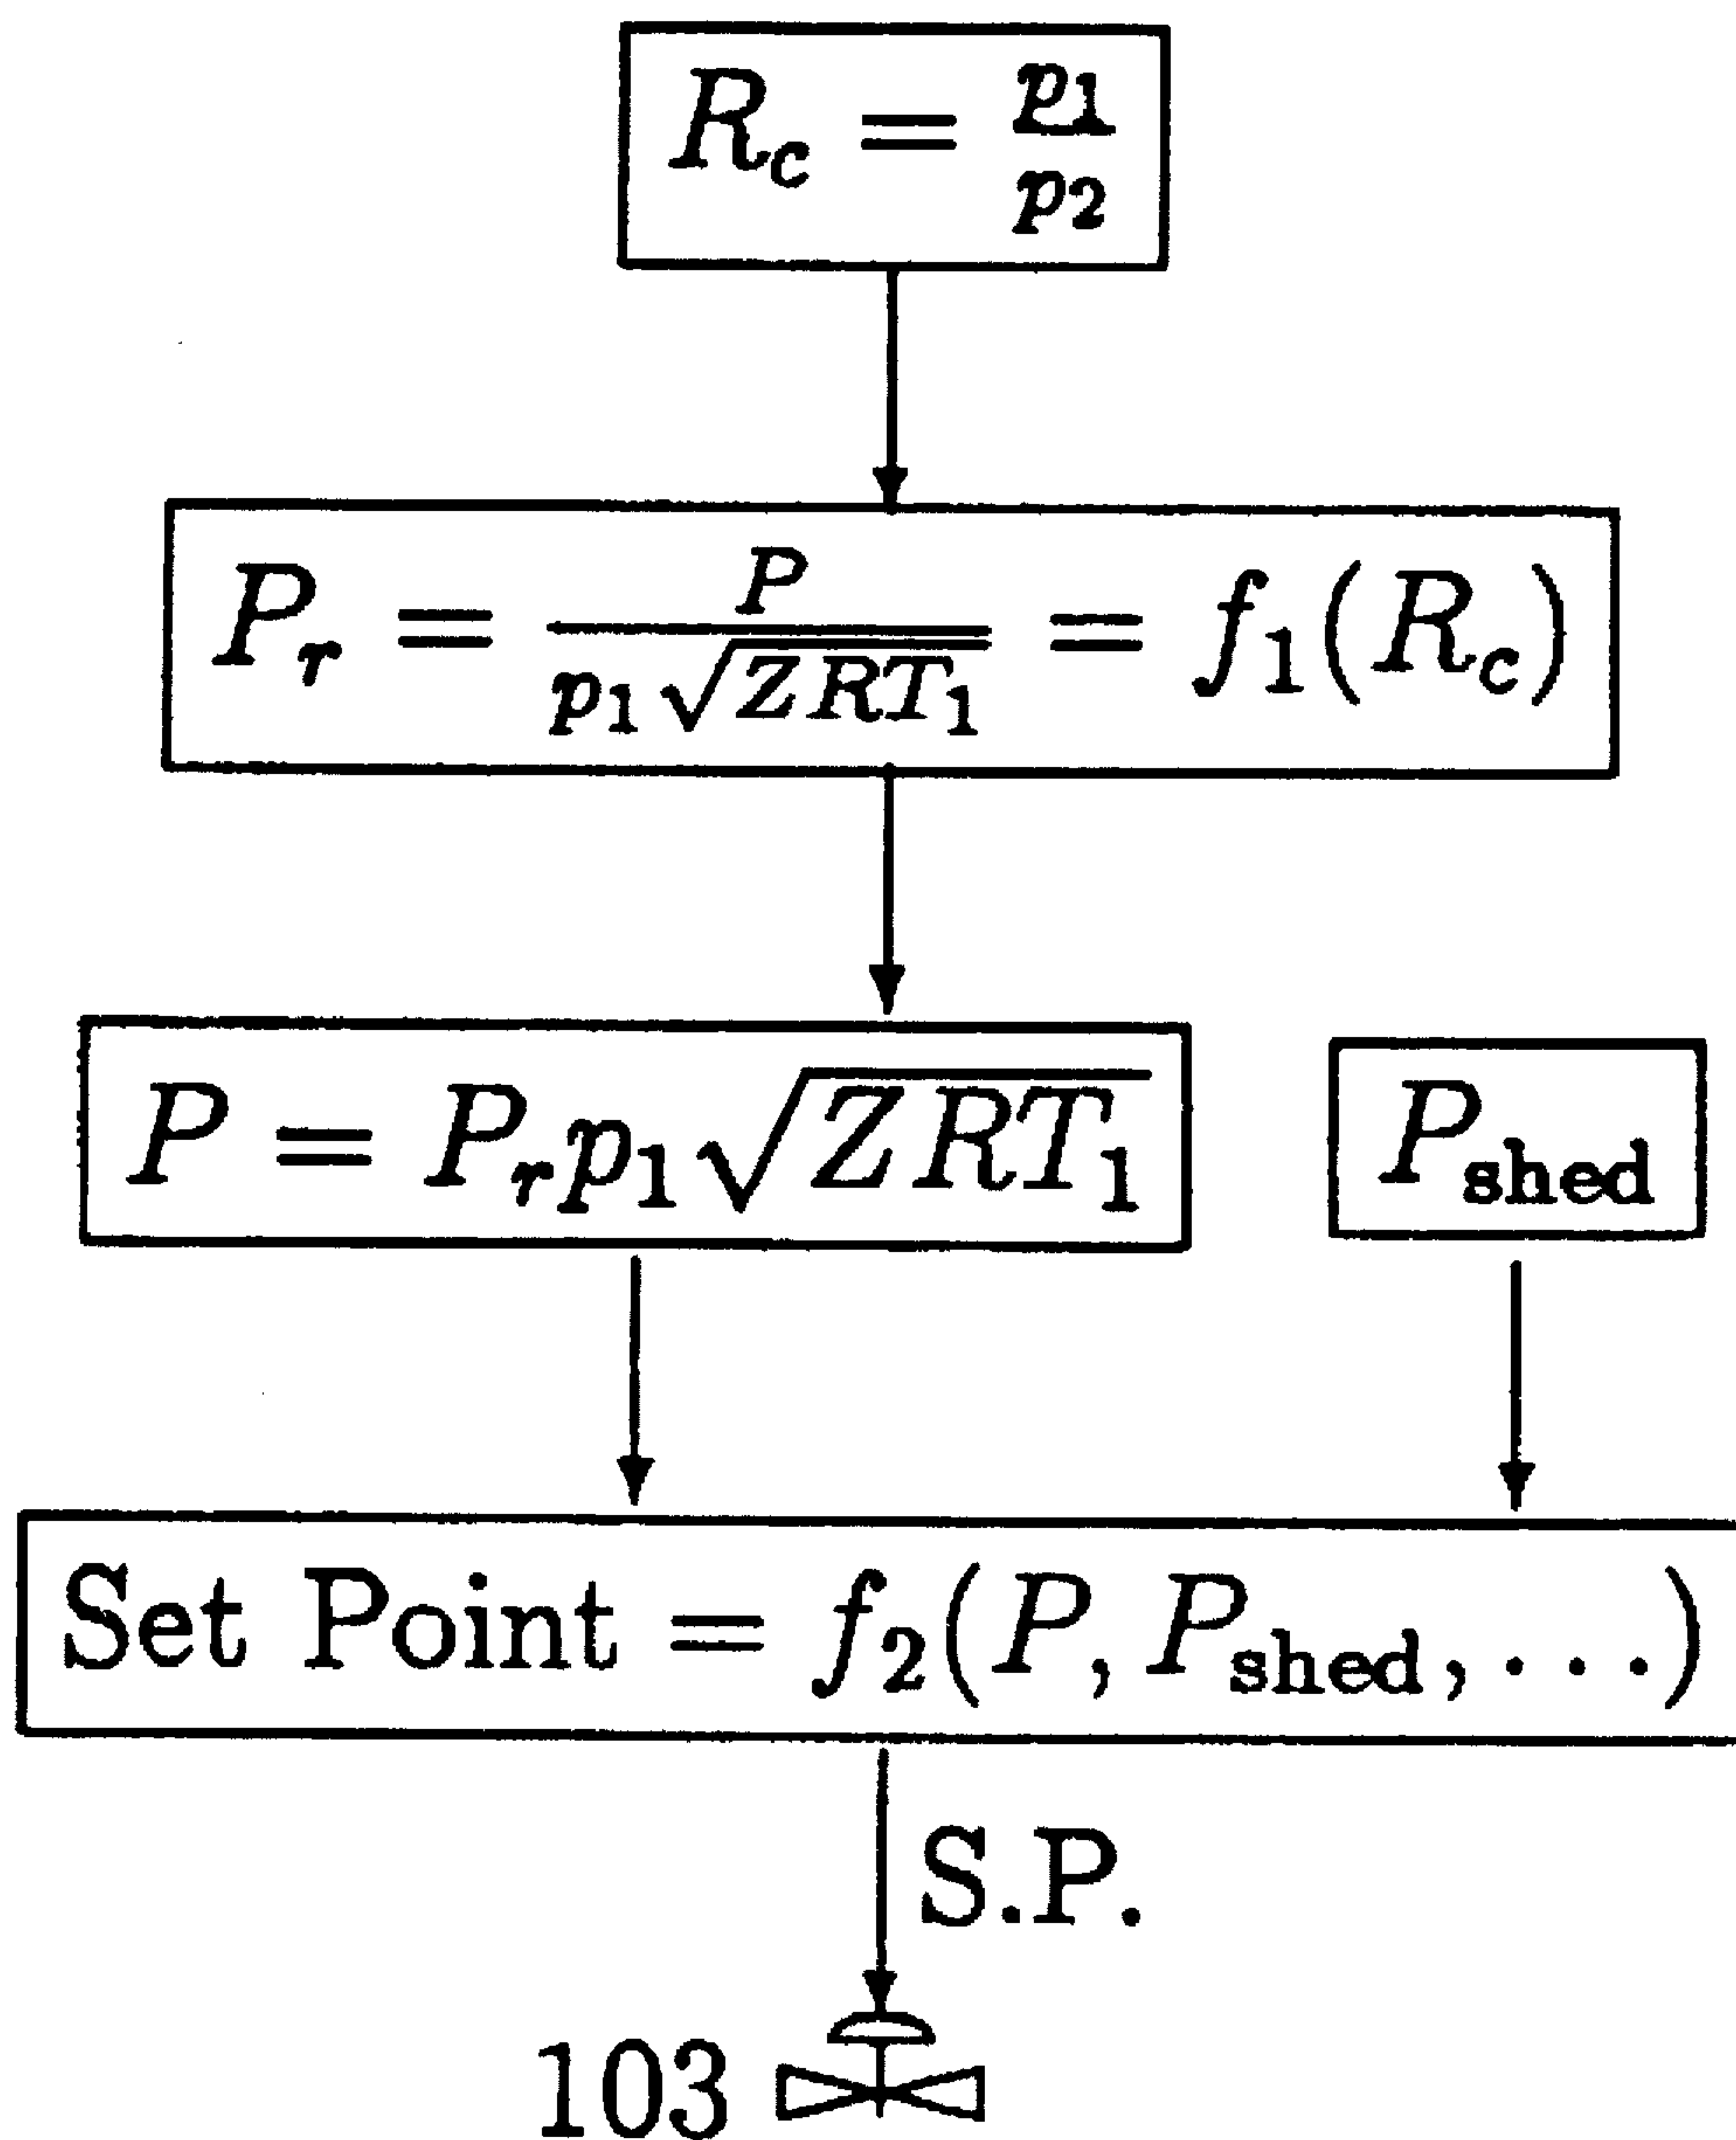 R_c = p_1/p_2
P_r = P/(p_1√(ZRT_1)) = f_1(R_c)
P = P_r p_1√(ZRT_1)
P_shed
Set Point = f_2(P, P_shed, . . .)
S.P.
103